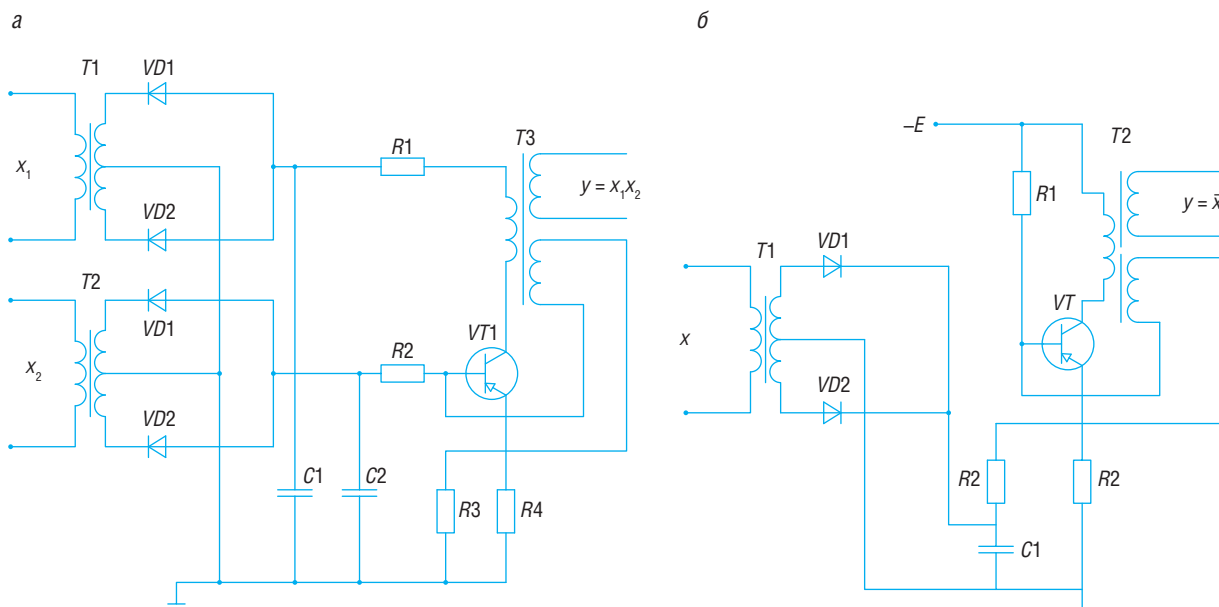 а
T1
VD1
x₁
VD2
T2
VD1
x₂
VD2
R1
R2
VT1
T3
y = x₁x₂
C1
C2
R3
R4
б
–E
T2
R1
y = x̄
T1
VD1
x
VD2
VT
R2
R2
C1